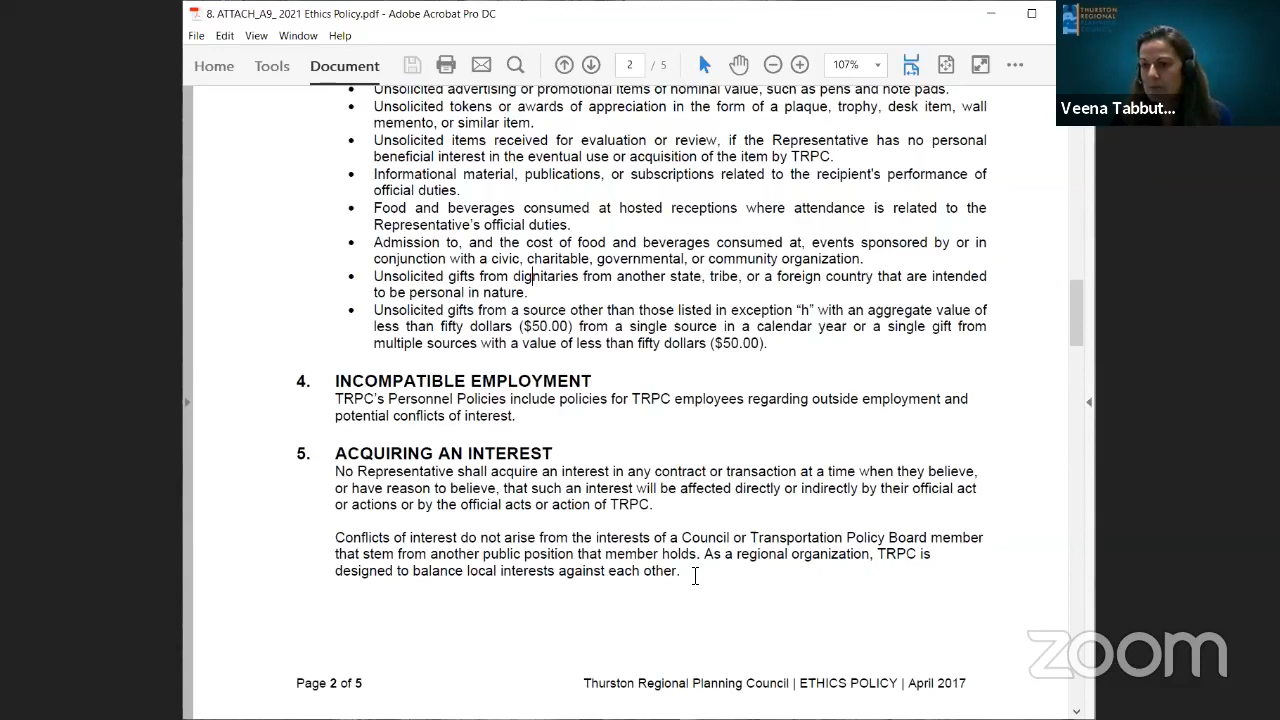 8. ATTACH_A9_ 2021 Ethics Policy.pdf - Adobe Acrobat Pro DC
File Edit View Window Help
Home Tools Document 2 / 5 107%
THURSTON
REGIONAL
PLANNING
COUNCIL
Veena Tabbut...
Unsolicited advertising or promotional items of nominal value, such as pens and note pads.
• Unsolicited tokens or awards of appreciation in the form of a plaque, trophy, desk item, wall
memento, or similar item.
• Unsolicited items received for evaluation or review, if the Representative has no personal
beneficial interest in the eventual use or acquisition of the item by TRPC.
• Informational material, publications, or subscriptions related to the recipient's performance of
official duties.
• Food and beverages consumed at hosted receptions where attendance is related to the
Representative's official duties.
• Admission to, and the cost of food and beverages consumed at, events sponsored by or in
conjunction with a civic, charitable, governmental, or community organization.
• Unsolicited gifts from dignitaries from another state, tribe, or a foreign country that are intended
to be personal in nature.
• Unsolicited gifts from a source other than those listed in exception “h” with an aggregate value of
less than fifty dollars ($50.00) from a single source in a calendar year or a single gift from
multiple sources with a value of less than fifty dollars ($50.00).
4. INCOMPATIBLE EMPLOYMENT
TRPC's Personnel Policies include policies for TRPC employees regarding outside employment and
potential conflicts of interest.
5. ACQUIRING AN INTEREST
No Representative shall acquire an interest in any contract or transaction at a time when they believe,
or have reason to believe, that such an interest will be affected directly or indirectly by their official act
or actions or by the official acts or action of TRPC.
Conflicts of interest do not arise from the interests of a Council or Transportation Policy Board member
that stem from another public position that member holds. As a regional organization, TRPC is
designed to balance local interests against each other.
zoom
Page 2 of 5 Thurston Regional Planning Council | ETHICS POLICY | April 2017